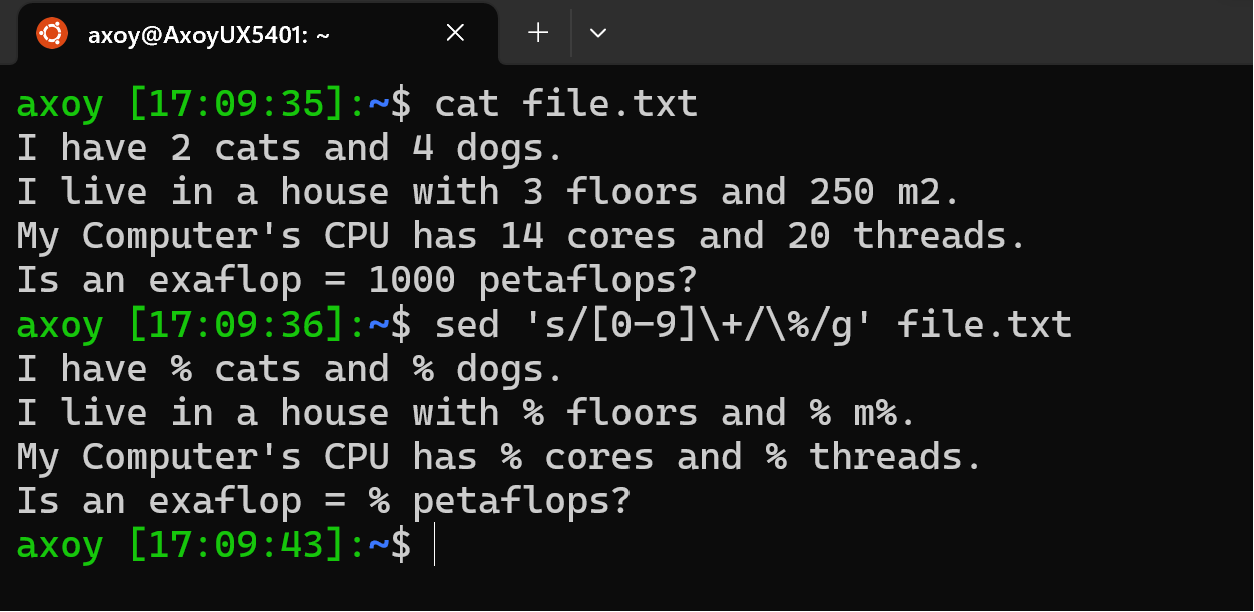 axoy@AxoyUX5401: ~
axoy [17:09:35]:~$ cat file.txt
I have 2 cats and 4 dogs.
I live in a house with 3 floors and 250 m2.
My Computer's CPU has 14 cores and 20 threads.
Is an exaflop = 1000 petaflops?
axoy [17:09:36]:~$ sed 's/[0-9]\+/\%/g' file.txt
I have % cats and % dogs.
I live in a house with % floors and % m%.
My Computer's CPU has % cores and % threads.
Is an exaflop = % petaflops?
axoy [17:09:43]:~$